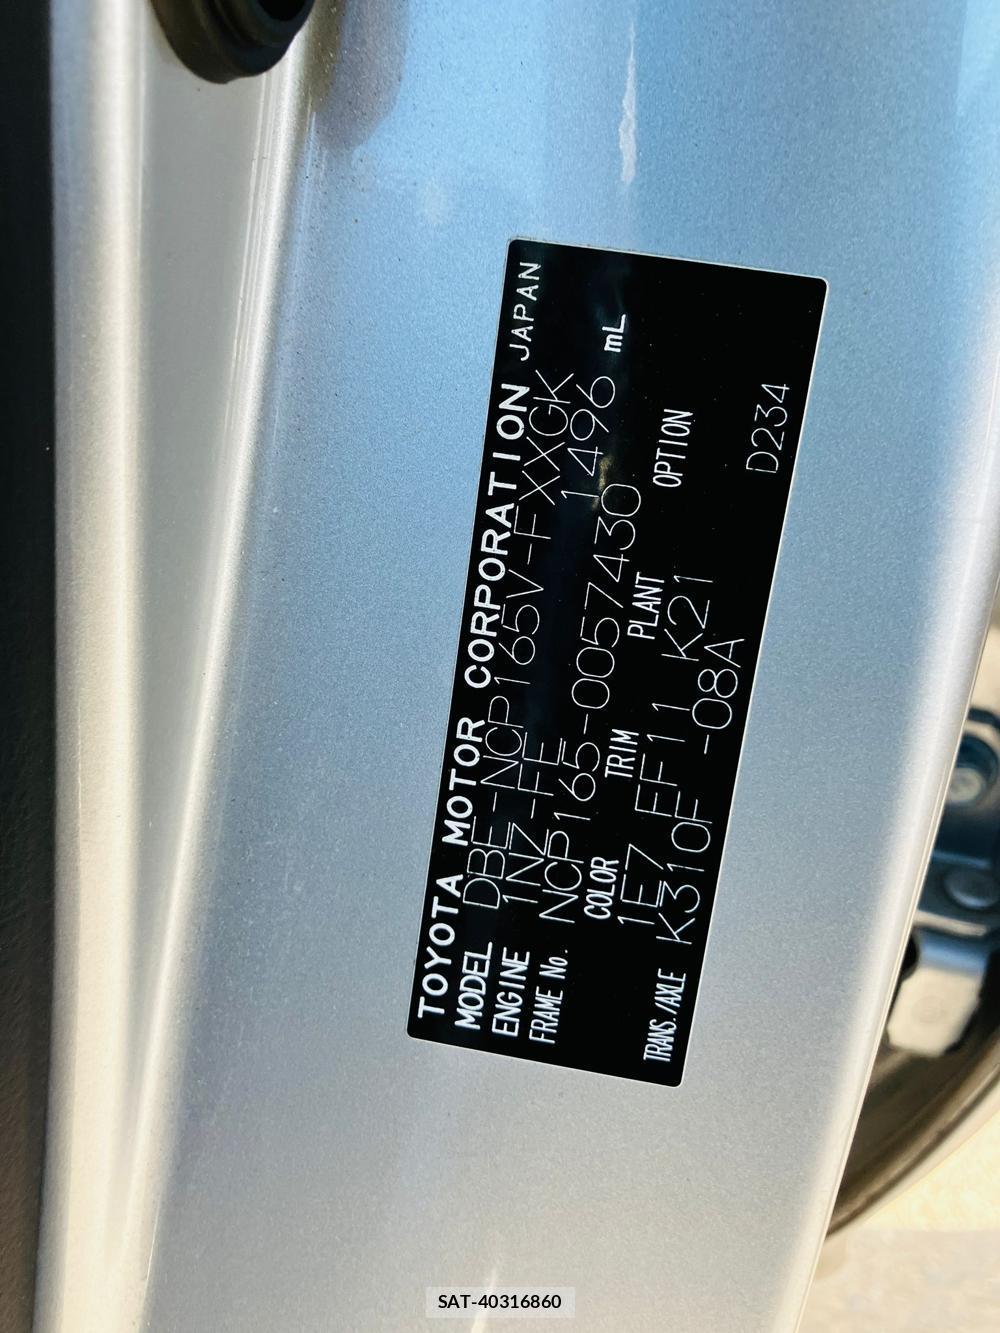 TOYOTA MOTOR CORPORATION JAPAN
MODEL DBE-NCP165V-FXXGK
ENGINE 1NZ-FE 1496 mL
FRAME No. NCP165-0057430
COLOR TRIM PLANT OPTION
1E7 EF11 K21
TRANS./AXLE K310F -08A D234
SAT-40316860